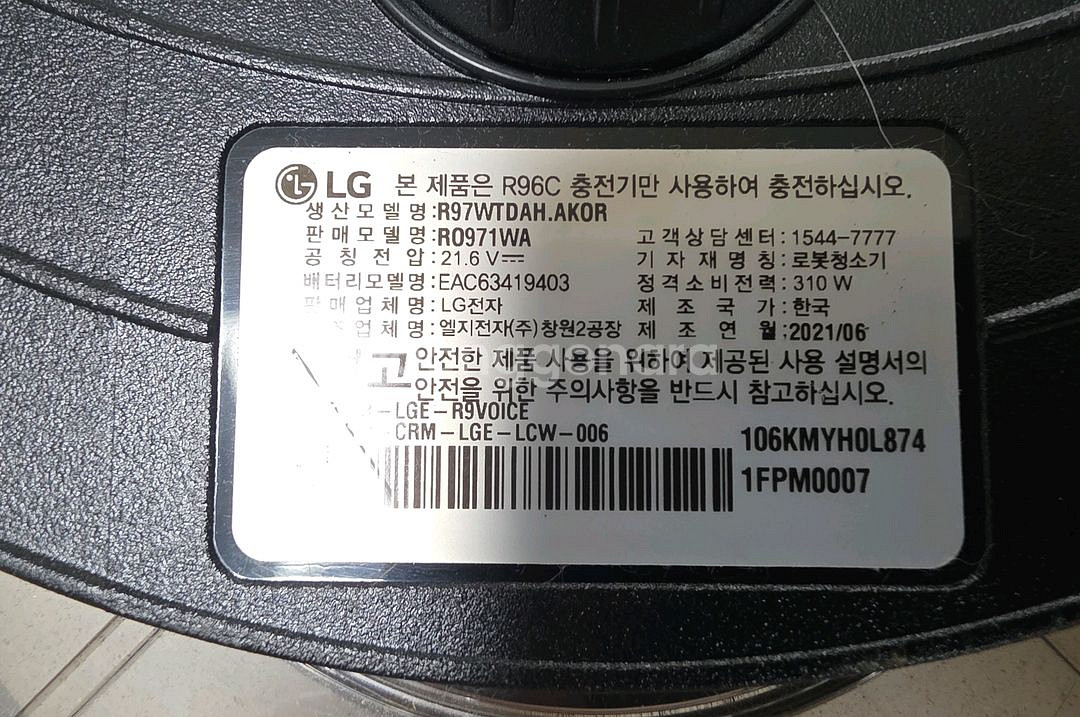 LG 본 제품은 R96C 충전기만 사용하여 충전하십시오.
생산모델명:R97WTDAH.AKOR
판매모델명:RO971WA
고객상담센터:1544-7777
공칭전압:21.6 V
기자재명칭:로봇청소기
배터리모델명:EAC63419403
정격소비전력:310 W
판매업체명:LG전자
제조국가:한국
업체명:엘지전자(주)창원2공장
제조연월:2021/06
고 안전한 제품 사용을 위하여 제공된 사용 설명서의
안전을 위한 주의사항을 반드시 참고하십시오.
-LGE-R9VOICE
CRM-LGE-LCW-006
106KMYH0L874
1FPM0007